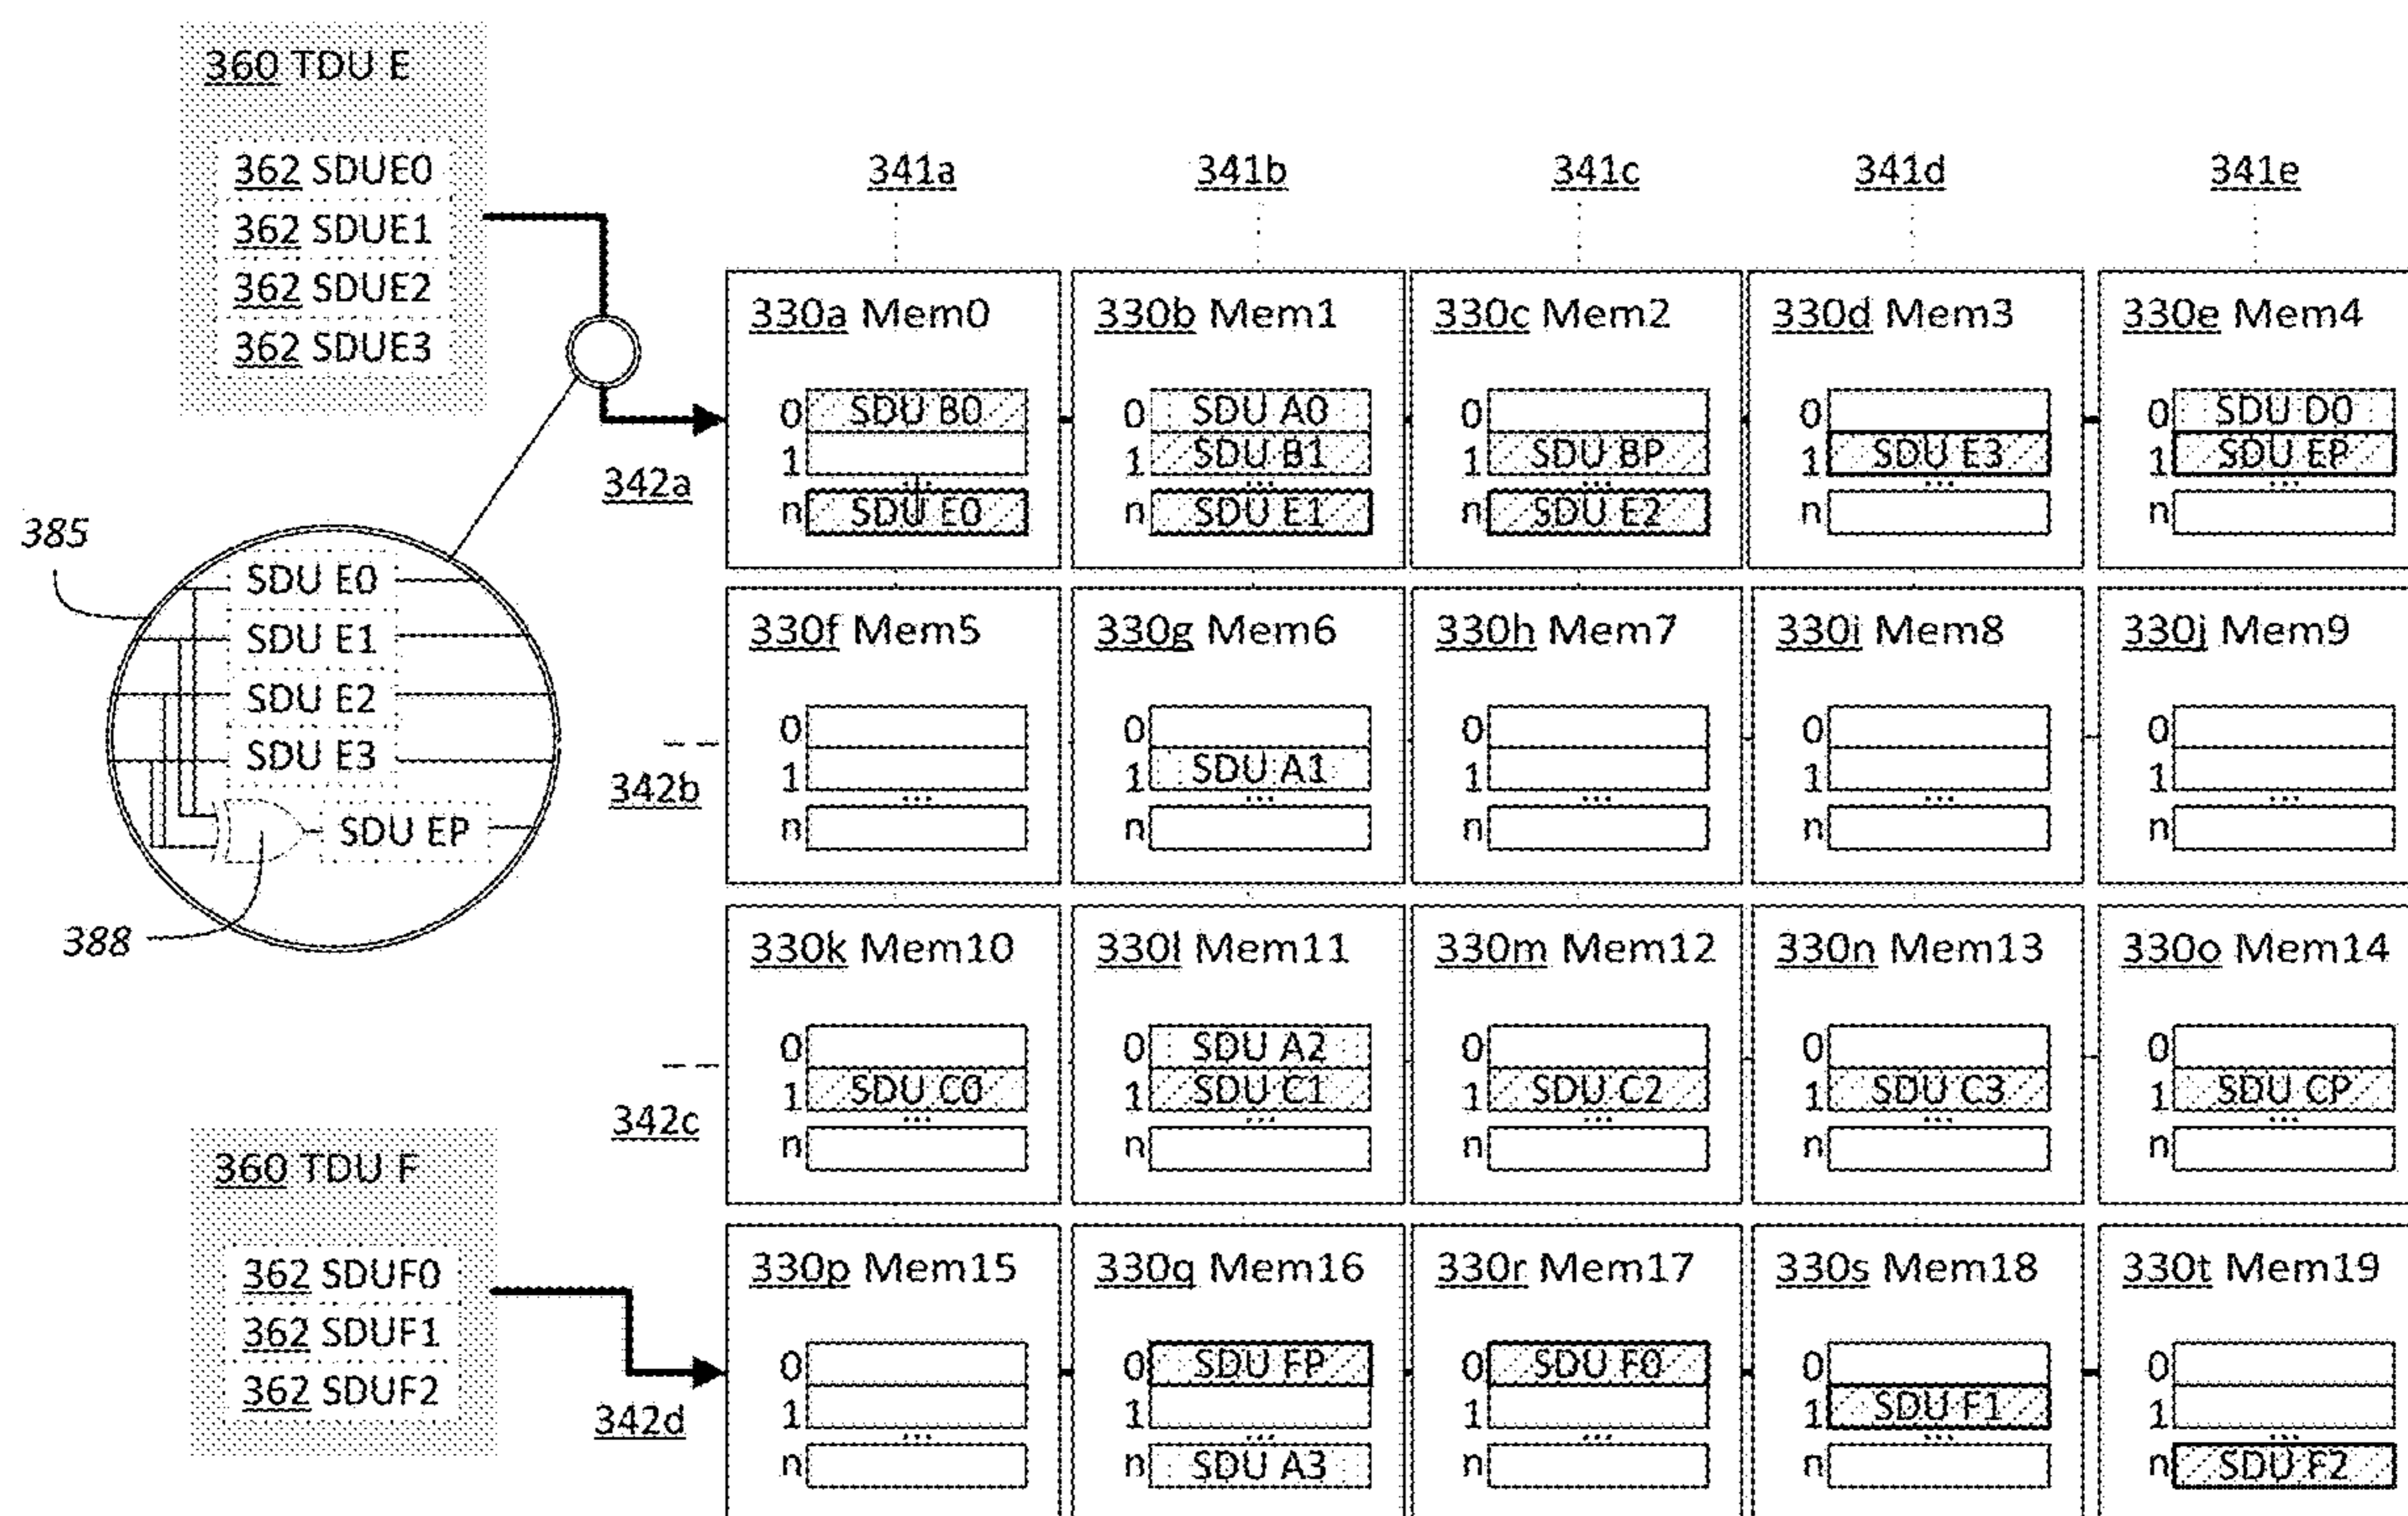 360 TDU E
362 SDUE0
362 SDUE1
362 SDUE2
362 SDUE3
341a 341b 341c 341d 341e
330a Mem0 330b Mem1 330c Mem2 330d Mem3 330e Mem4
0 SDU B0 0 SDU A0 0 0 0 SDU D0
1 1 SDU B1 1 SDU BP 1 SDU E3 1 SDU EP
... ... ... ... ...
n SDU E0 n SDU E1 n SDU E2 n n
342a
385
SDU E0
SDU E1
SDU E2
SDU E3
SDU EP
388
330f Mem5 330g Mem6 330h Mem7 330i Mem8 330j Mem9
0 0 0 0 0
1 1 SDU A1 1 1 1
... ... ... ... ...
n n n n n
342b
330k Mem10 330l Mem11 330m Mem12 330n Mem13 330o Mem14
0 0 SDU A2 0 0 0
1 SDU C0 1 SDU C1 1 SDU C2 1 SDU C3 1 SDU CP
... ... ... ... ...
n n n n n
342c
360 TDU F
362 SDUF0
362 SDUF1
362 SDUF2
342d
330p Mem15 330q Mem16 330r Mem17 330s Mem18 330t Mem19
0 0 SDU FP 0 SDU F0 0 0
1 1 1 1 SDU F1 1
... ... ... ... ...
n n SDU A3 n n n SDU F2